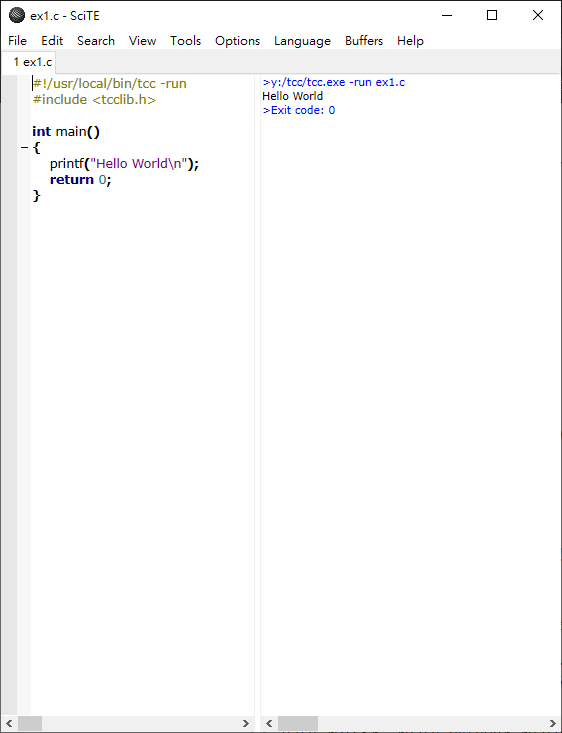 ex1.c - SciTE
File Edit Search View Tools Options Language Buffers Help
1 ex1.c
#!/usr/local/bin/tcc -run
#include <tcclib.h>
int main()
{
printf("Hello World\n");
return 0;
}
>y:/tcc/tcc.exe -run ex1.c
Hello World
>Exit code: 0